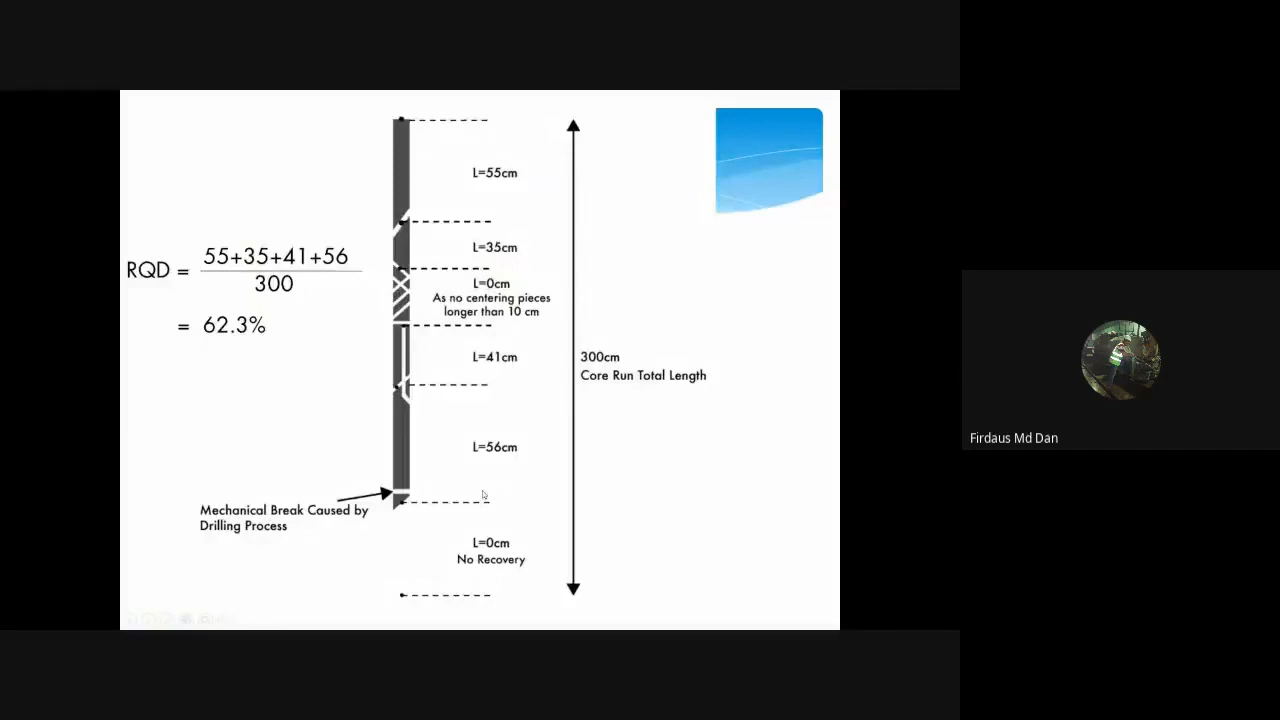 L=55cm
L=35cm
L=0cm
As no centering pieces
longer than 10 cm
L=41cm
L=56cm
L=0cm
No Recovery
RQD = 55+35+41+56
300
= 62.3%
Mechanical Break Caused by
Drilling Process
300cm
Core Run Total Length
Firdaus Md Dan